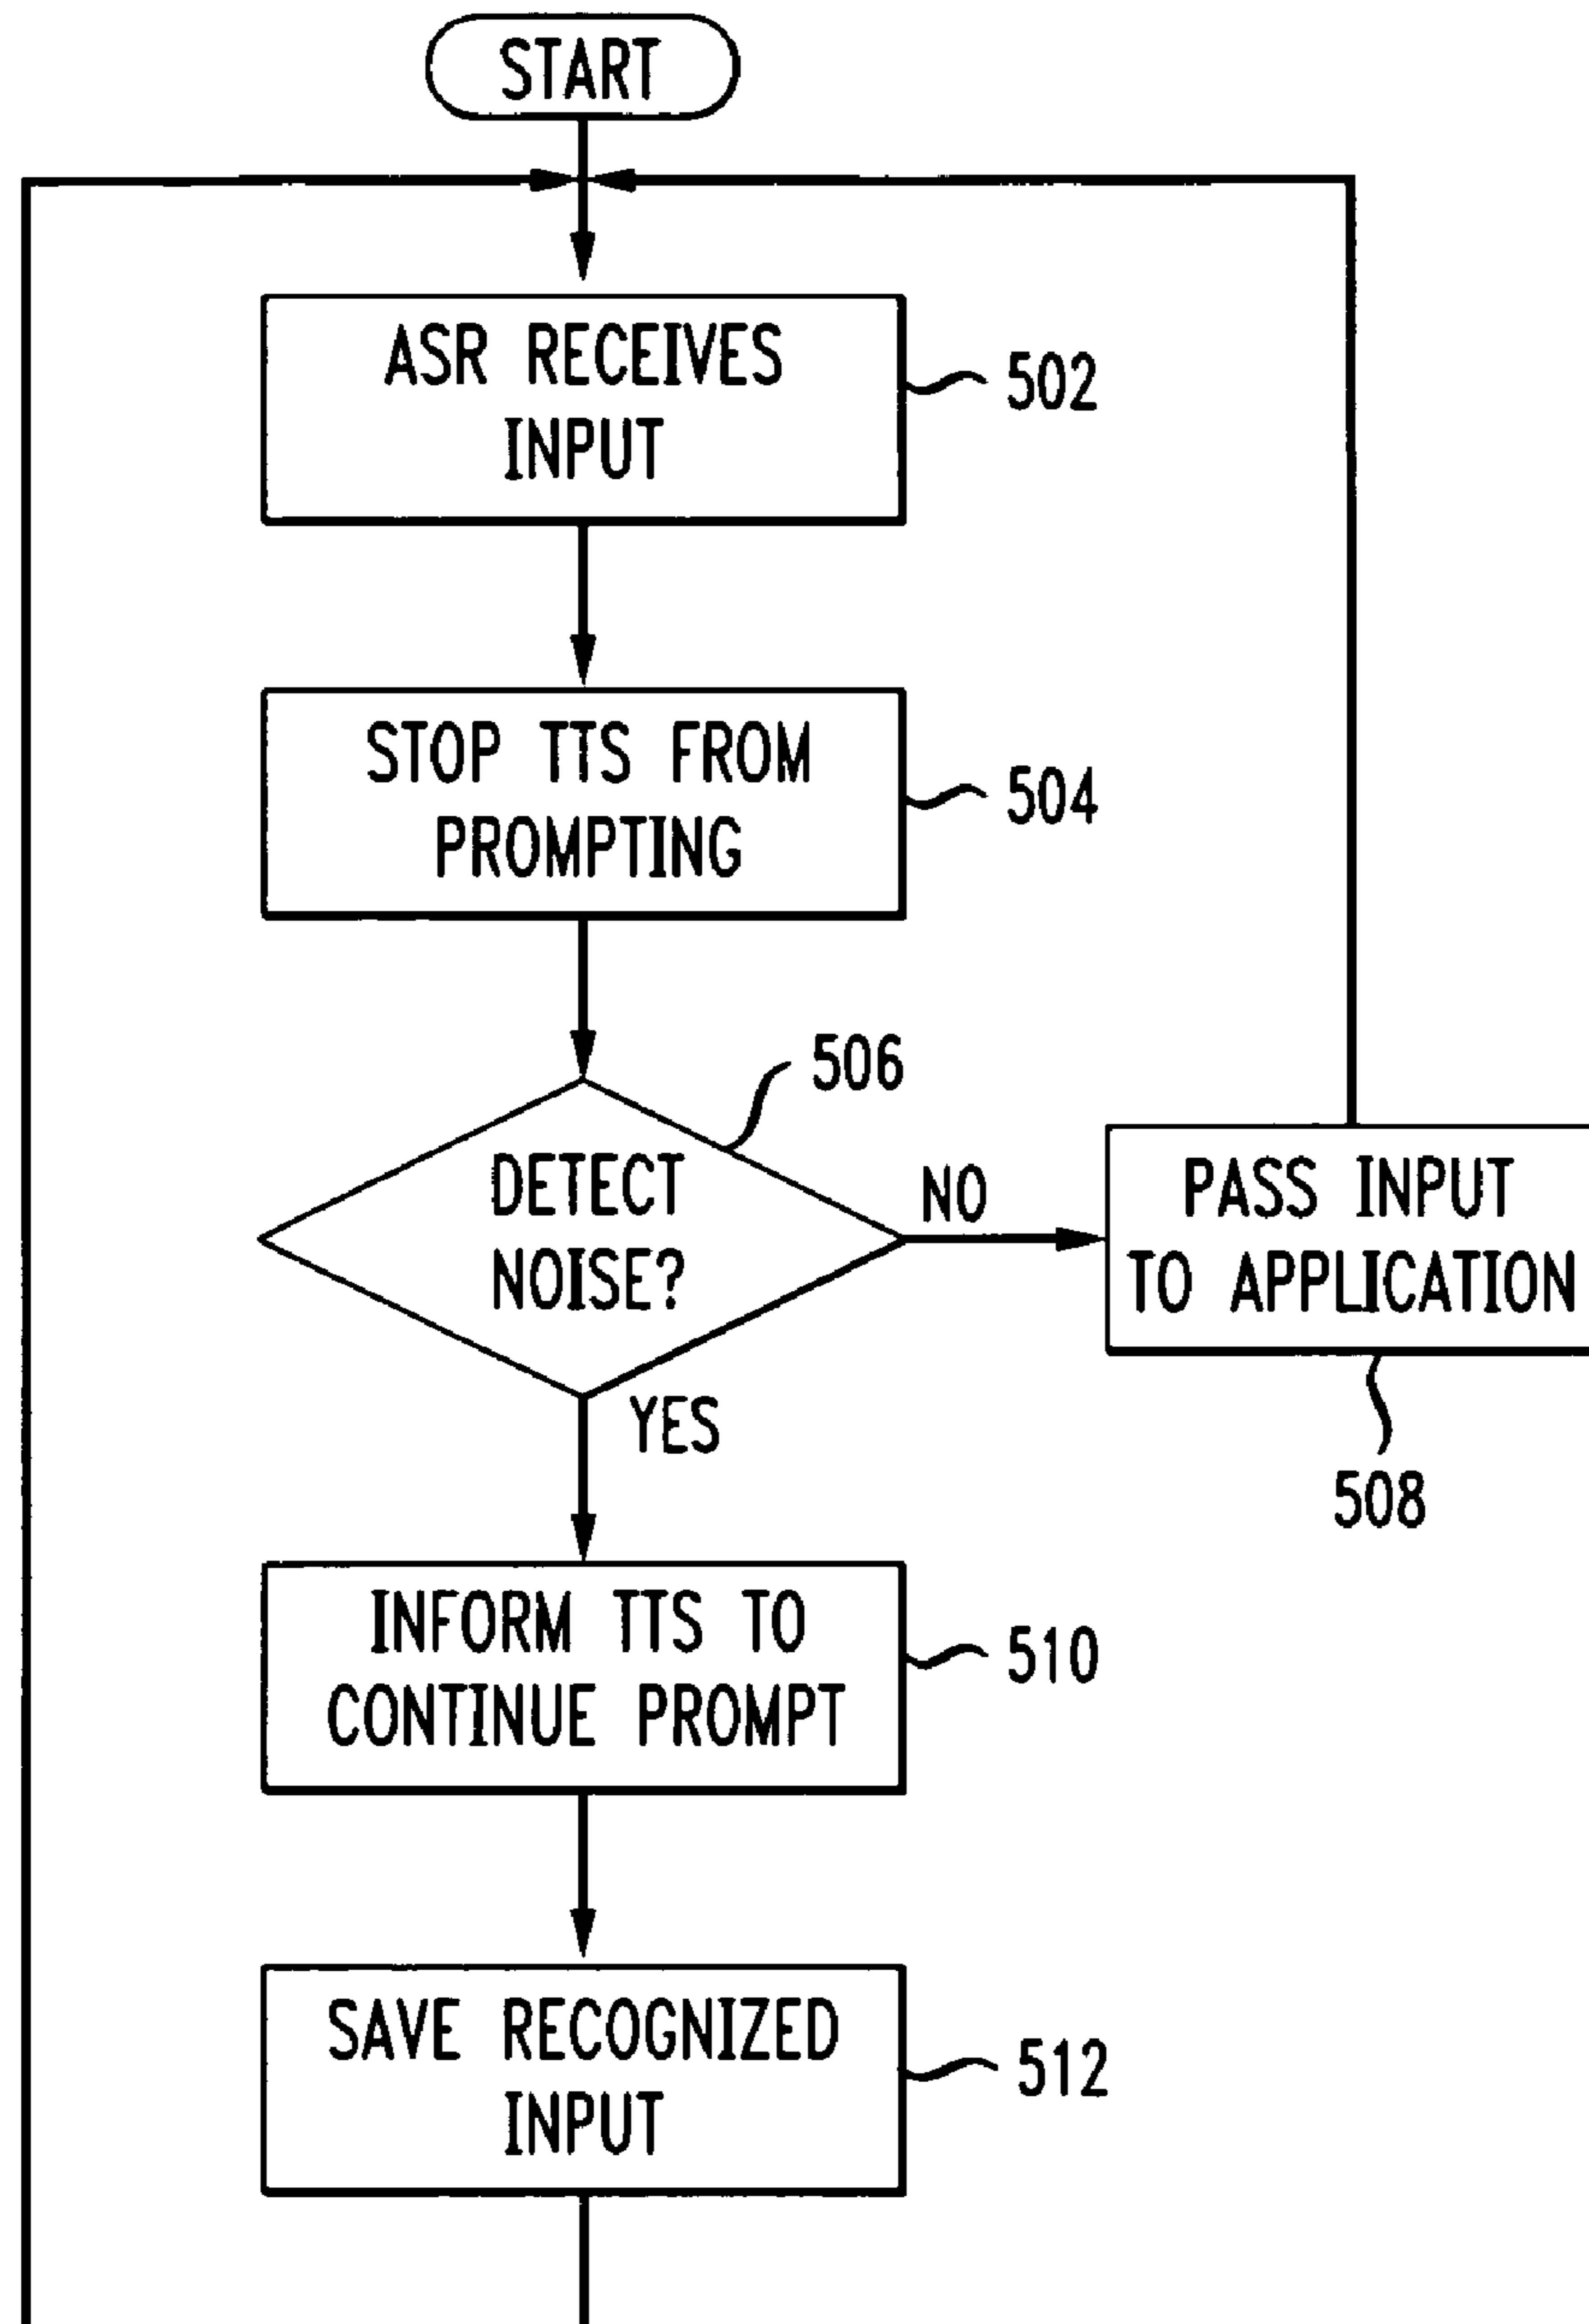 START
ASR RECEIVES
INPUT
502
STOP TTS FROM
PROMPTING
504
506
DETECT
NOISE?
NO
PASS INPUT
TO APPLICATION
508
YES
INFORM TTS TO
CONTINUE PROMPT
510
SAVE RECOGNIZED
INPUT
512